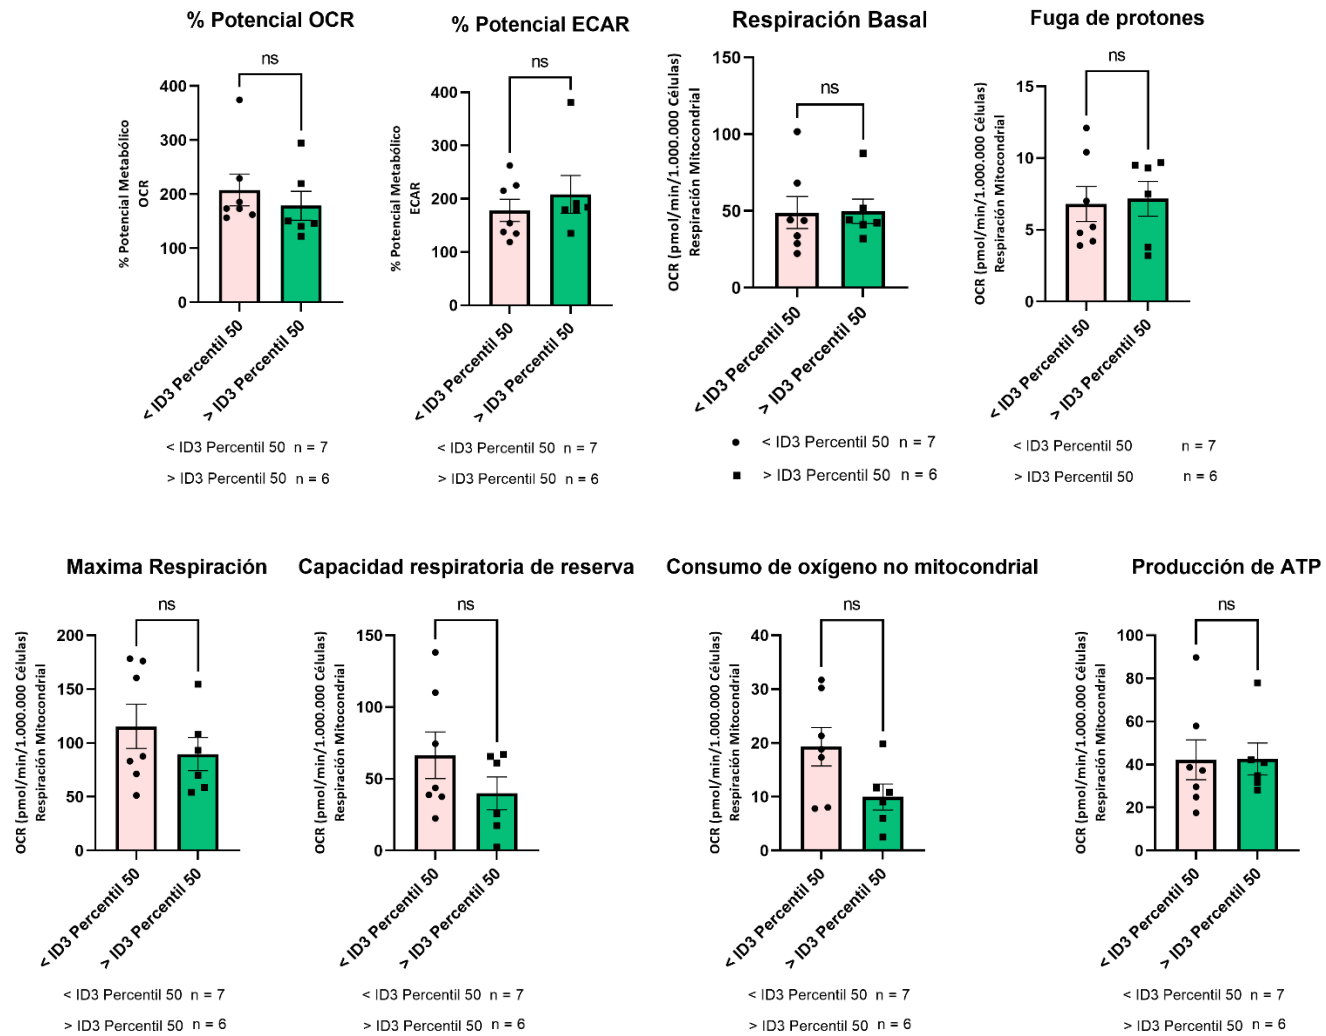 % Potencial OCR
ns
% Potencial Metabólico
OCR
400
300
200
100
0
< ID3 Percentil 50
> ID3 Percentil 50
< ID3 Percentil 50 n = 7
> ID3 Percentil 50 n = 6
% Potencial ECAR
ns
% Potencial Metabólico
ECAR
400
300
200
100
0
< ID3 Percentil 50
> ID3 Percentil 50
< ID3 Percentil 50 n = 7
> ID3 Percentil 50 n = 6
Respiración Basal
ns
OCR (pmol/min/1.000.000 Células)
Respiración Mitocondrial
150
100
50
0
< ID3 Percentil 50
> ID3 Percentil 50
< ID3 Percentil 50 n = 7
> ID3 Percentil 50 n = 6
Fuga de protones
ns
OCR (pmol/min/1.000.000 Células)
Respiración Mitocondrial
15
10
5
0
< ID3 Percentil 50
> ID3 Percentil 50
< ID3 Percentil 50 n = 7
> ID3 Percentil 50 n = 6
Maxima Respiración
ns
OCR (pmol/min/1.000.000 Células)
Respiración Mitocondrial
200
150
100
50
0
< ID3 Percentil 50
> ID3 Percentil 50
< ID3 Percentil 50 n = 7
> ID3 Percentil 50 n = 6
Capacidad respiratoria de reserva
ns
OCR (pmol/min/1.000.000 Células)
Respiración Mitocondrial
150
100
50
0
< ID3 Percentil 50
> ID3 Percentil 50
< ID3 Percentil 50 n = 7
> ID3 Percentil 50 n = 6
Consumo de oxígeno no mitocondrial
ns
OCR (pmol/min/1.000.000 Células)
Respiración Mitocondrial
40
30
20
10
0
< ID3 Percentil 50
> ID3 Percentil 50
< ID3 Percentil 50 n = 7
> ID3 Percentil 50 n = 6
Producción de ATP
ns
OCR (pmol/min/1.000.000 Células)
Respiración Mitocondrial
100
80
60
40
20
0
< ID3 Percentil 50
> ID3 Percentil 50
< ID3 Percentil 50 n = 7
> ID3 Percentil 50 n = 6